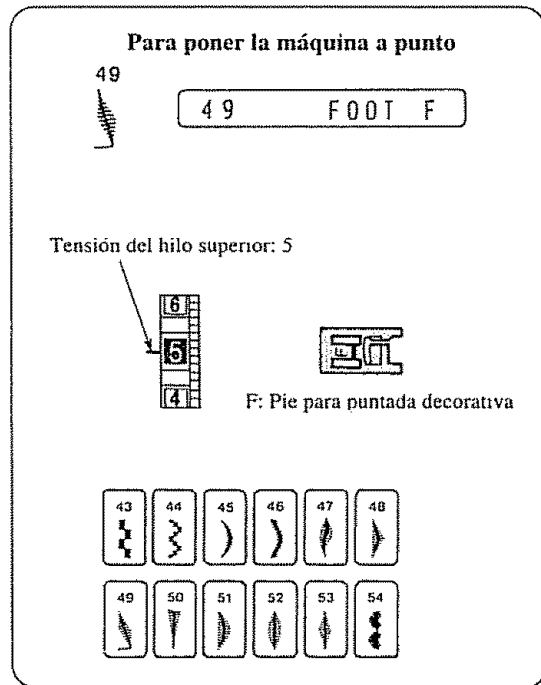 Para poner la máquina a punto
49
49 FOOT F
Tensión del hilo superior: 5
6
5
4
F
F: Pie para puntada decorativa
43 44 45 46 47 48
49 50 51 52 53 54